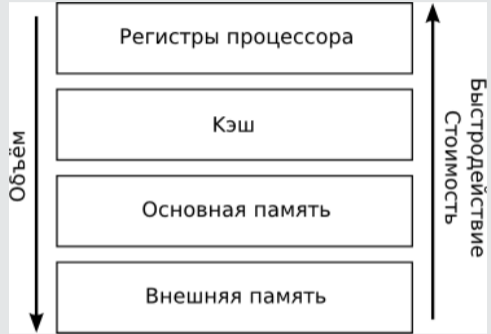 Регистры процессора
Кэш
Основная память
Внешняя память
Объём
Быстродействие
Стоимость